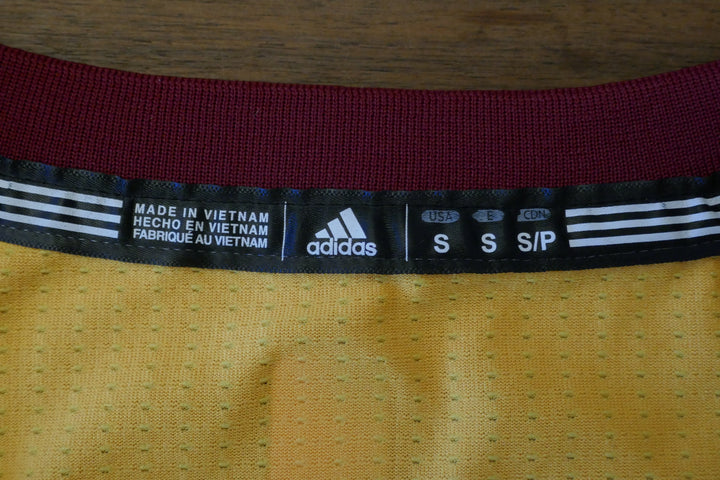 MADE IN VIETNAM
HECHO EN VIETNAM
FABRIQUÉ AU VIETNAM
adidas
USA E CDN
S S S/P